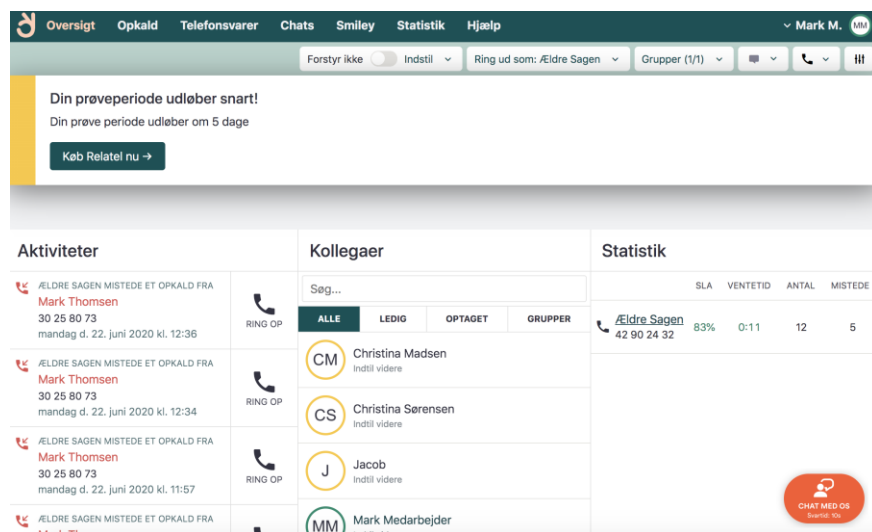 Oversigt Opkald Telefonsvarer Chats Smiley Statistik Hjælp Mark M. MM
Forstyr ikke Indstil Ring ud som: Ældre Sagen Grupper (1/1)
Din prøveperiode udløber snart!
Din prøve periode udløber om 5 dage
Køb Relatel nu →
Aktiviteter
ÆLDRE SAGEN MISTEDE ET OPKALD FRA
Mark Thomsen
30 25 80 73
mandag d. 22. juni 2020 kl. 12:36
RING OP
ÆLDRE SAGEN MISTEDE ET OPKALD FRA
Mark Thomsen
30 25 80 73
mandag d. 22. juni 2020 kl. 12:34
RING OP
ÆLDRE SAGEN MISTEDE ET OPKALD FRA
Mark Thomsen
30 25 80 73
mandag d. 22. juni 2020 kl. 11:57
RING OP
ÆLDRE SAGEN MISTEDE ET OPKALD FRA
Kollegaer
Søg...
ALLE LEDIG OPTAGET GRUPPER
CM Christina Madsen
Indtil videre
CS Christina Sørensen
Indtil videre
J Jacob
Indtil videre
MM Mark Medarbejder
Statistik
SLA VENTETID ANTAL MISTEDE
Ældre Sagen 83% 0:11 12 5
42 90 24 32
CHAT MED OS
Svartid: 10s